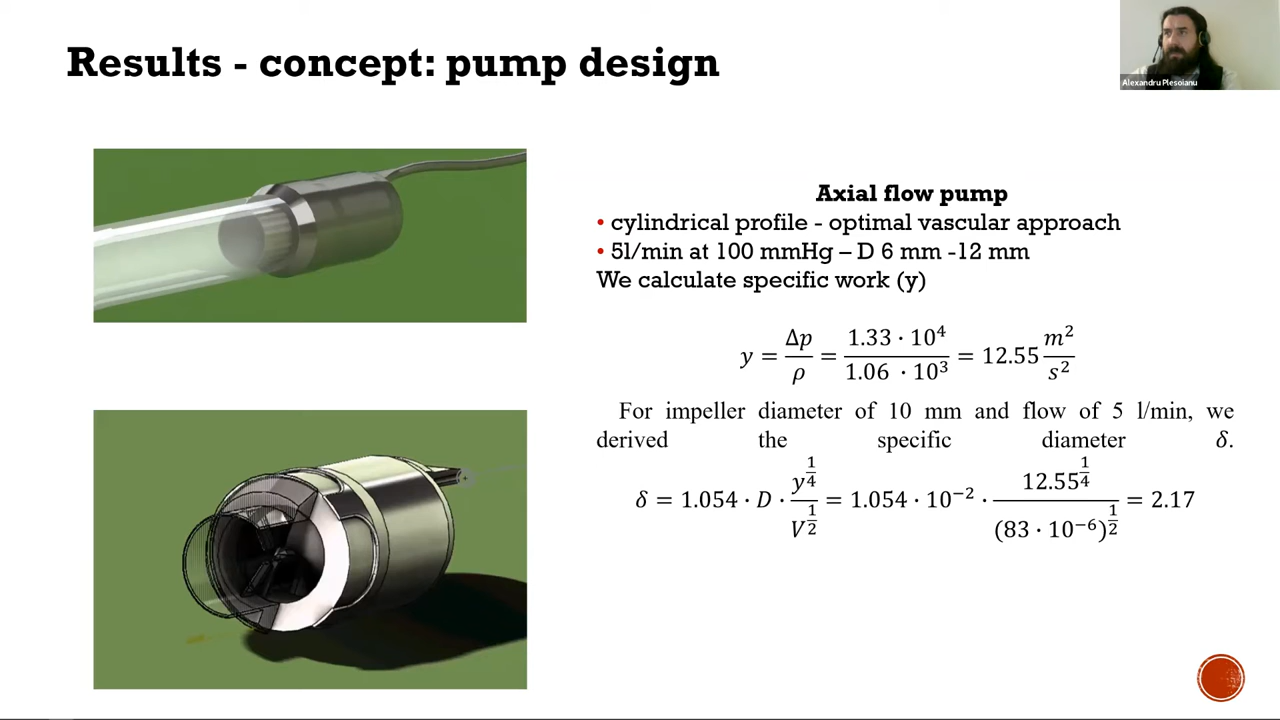 Results - concept: pump design
Alexandru Plesoianu
Axial flow pump
• cylindrical profile - optimal vascular approach
• 5l/min at 100 mmHg – D 6 mm -12 mm
We calculate specific work (y)
y = Δp/ρ = (1.33 · 10⁴)/(1.06 · 10³) = 12.55 m²/s²
For impeller diameter of 10 mm and flow of 5 l/min, we
derived the specific diameter δ.
δ = 1.054 · D · y^(1/4)/V^(1/2) = 1.054 · 10⁻² · 12.55^(1/4)/(83 · 10⁻⁶)^(1/2) = 2.17